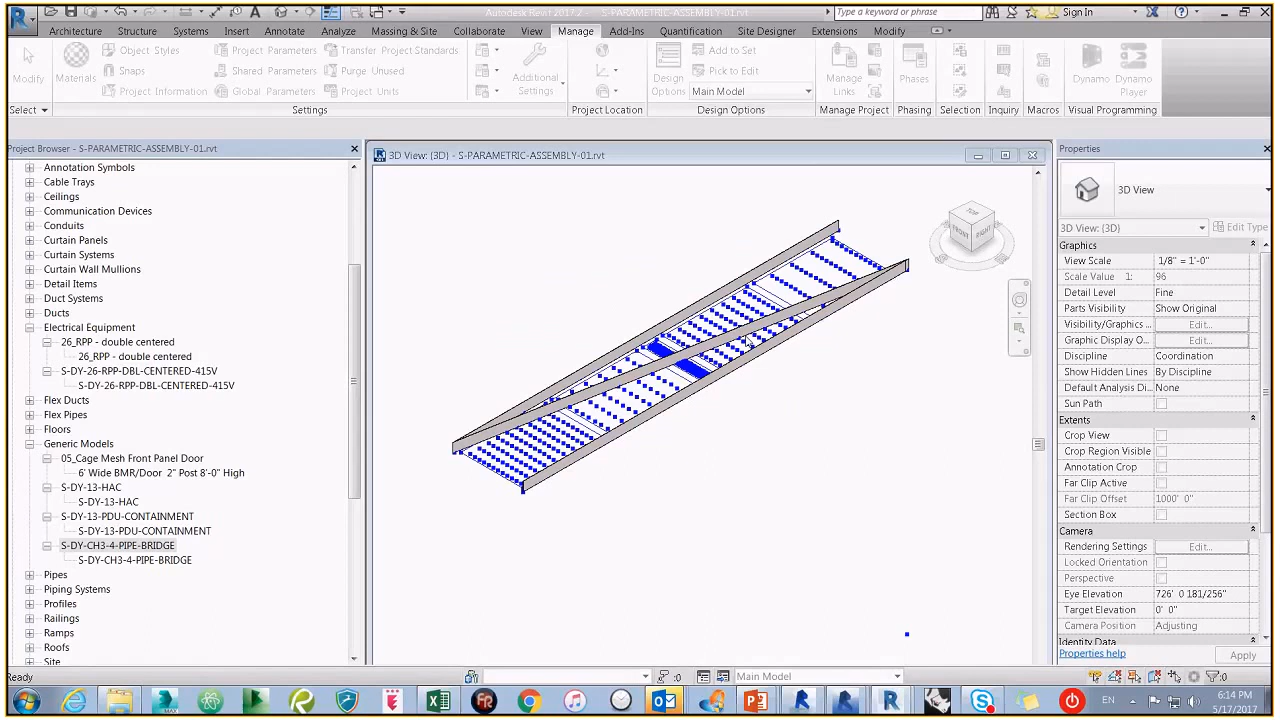 Autodesk Revit 2017.2 - S-PARAMETRIC-ASSEMBLY-01.rvt
Type a keyword or phrase
Sign In
Architecture Structure Systems Insert Annotate Analyze Massing & Site Collaborate View Manage Add-Ins Quantification Site Designer Extensions Modify
Modify
Materials
Object Styles
Snaps
Project Information
Project Parameters
Shared Parameters
Global Parameters
Transfer Project Standards
Purge Unused
Project Units
Additional
Settings
Design
Options
Add to Set
Pick to Edit
Main Model
Manage
Links
Phases
Dynamo
Dynamo
Player
Select Settings Project Location Design Options Manage Project Phasing Selection Inquiry Macros Visual Programming
Project Browser - S-PARAMETRIC-ASSEMBLY-01.rvt
Annotation Symbols
Cable Trays
Ceilings
Communication Devices
Conduits
Curtain Panels
Curtain Systems
Curtain Wall Mullions
Detail Items
Duct Systems
Ducts
Electrical Equipment
26_RPP - double centered
26_RPP - double centered
S-DY-26-RPP-DBL-CENTERED-415V
S-DY-26-RPP-DBL-CENTERED-415V
Flex Ducts
Flex Pipes
Floors
Generic Models
05_Cage Mesh Front Panel Door
6' Wide BMR/Door 2" Post 8'-0" High
S-DY-13-HAC
S-DY-13-HAC
S-DY-13-PDU-CONTAINMENT
S-DY-13-PDU-CONTAINMENT
S-DY-CH3-4-PIPE-BRIDGE
S-DY-CH3-4-PIPE-BRIDGE
Pipes
Piping Systems
Profiles
Railings
Ramps
Roofs
Site
3D View: {3D} - S-PARAMETRIC-ASSEMBLY-01.rvt
TOP
FRONT
RIGHT
Properties
3D View
3D View: {3D}
Edit Type
Graphics
View Scale 1/8" = 1'-0"
Scale Value 1: 96
Detail Level Fine
Parts Visibility Show Original
Visibility/Graphics ... Edit...
Graphic Display O... Edit...
Discipline Coordination
Show Hidden Lines By Discipline
Default Analysis Di... None
Sun Path
Extents
Crop View
Crop Region Visible
Annotation Crop
Far Clip Active
Far Clip Offset 1000' 0"
Section Box
Camera
Rendering Settings Edit...
Locked Orientation
Perspective
Eye Elevation 726' 0 181/256"
Target Elevation 0' 0"
Camera Position Adjusting
Identity Data
Properties help
Apply
Ready
:0
Main Model
:0
EN
6:14 PM
5/17/2017